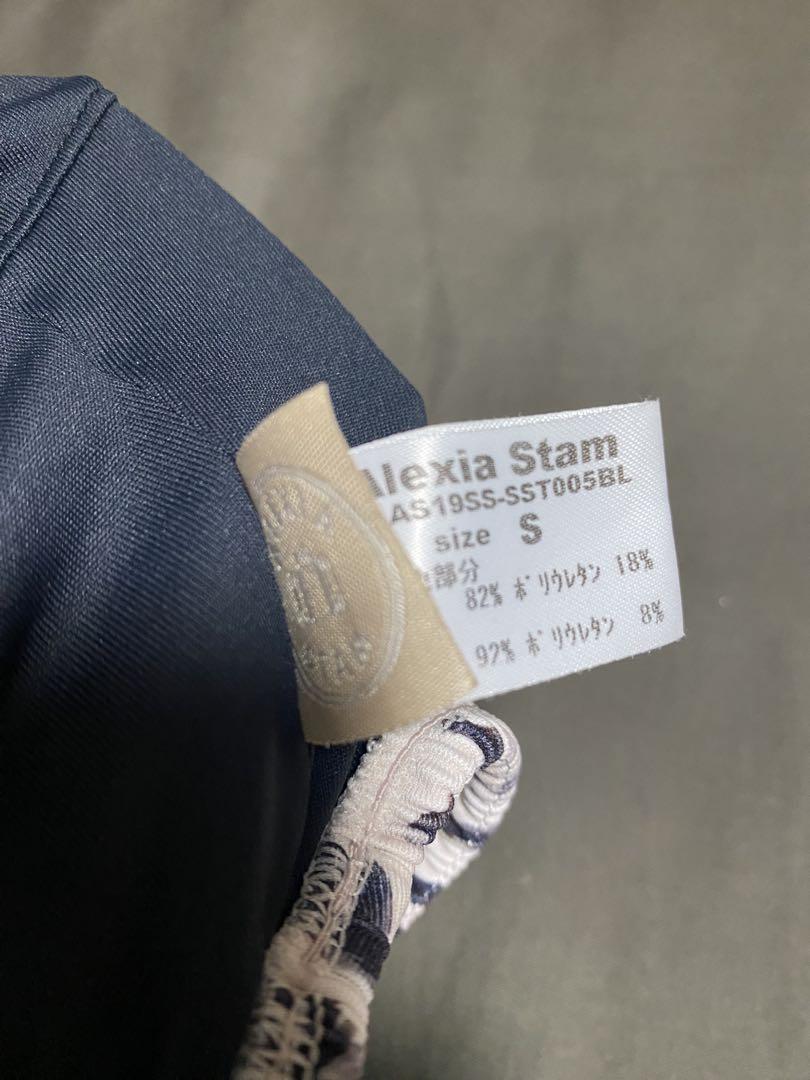 Alexia Stam
AS19SS-SST005BL
size S
部分
82% ポリウレタン 18%
92% ポリウレタン 8%